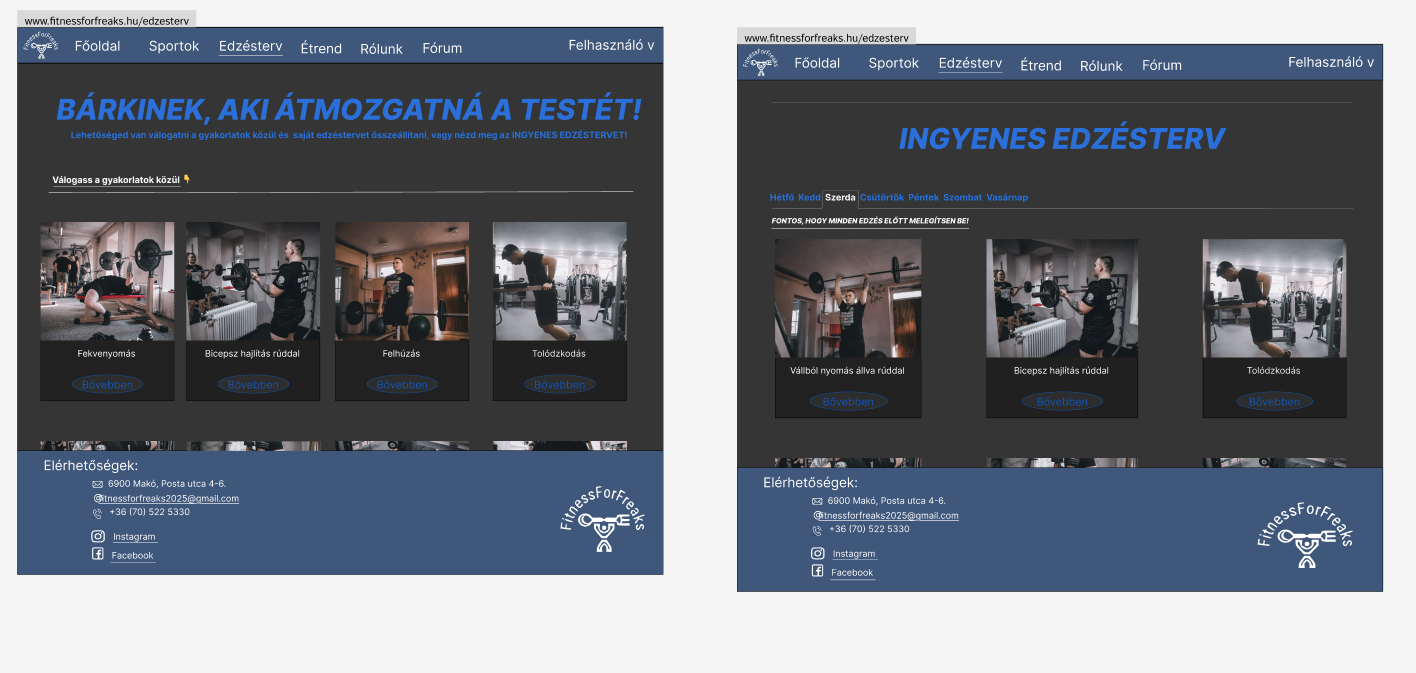 www.fitnessforfreaks.hu/edzesterv
FitnessForFreaks
Főoldal Sportok Edzésterv Étrend Rólunk Fórum Felhasználó v
BÁRKINEK, AKI ÁTMOZGATNÁ A TESTÉT!
Lehetőséged van válogatni a gyakorlatok közül és saját edzéstervet összeállítani, vagy nézd meg az INGYENES EDZÉSTERVET!
Válogass a gyakorlatok közül 👇
Fekvenyomás Bicepsz hajlítás rúddal Felhúzás Tolódzkodás
Bővebben Bővebben Bővebben Bővebben
Elérhetőségek:
6900 Makó, Posta utca 4-6.
fitnessforfreaks2025@gmail.com
+36 (70) 522 5330
Instagram
Facebook
FitnessForFreaks
www.fitnessforfreaks.hu/edzesterv
FitnessForFreaks
Főoldal Sportok Edzésterv Étrend Rólunk Fórum Felhasználó v
INGYENES EDZÉSTERV
Hétfő Kedd Szerda Csütörtök Péntek Szombat Vasárnap
FONTOS, HOGY MINDEN EDZÉS ELŐTT MELEGÍTSEN BE!
Vállból nyomás állva rúddal Bicepsz hajlítás rúddal Tolódzkodás
Bővebben Bővebben Bővebben
Elérhetőségek:
6900 Makó, Posta utca 4-6.
fitnessforfreaks2025@gmail.com
+36 (70) 522 5330
Instagram
Facebook
FitnessForFreaks